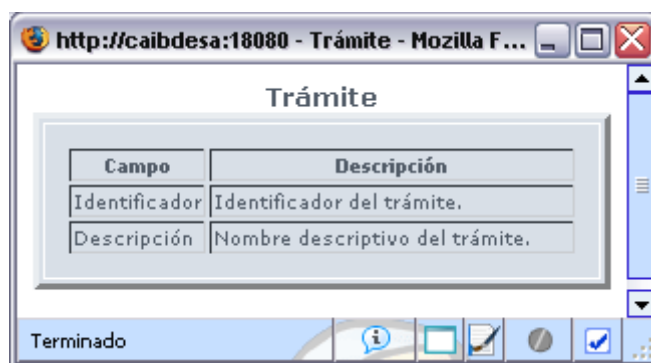 http://caibdesa:18080 - Trámite - Mozilla F...
Trámite
Campo Descripción
Identificador Identificador del trámite.
Descripción Nombre descriptivo del trámite.
Terminado